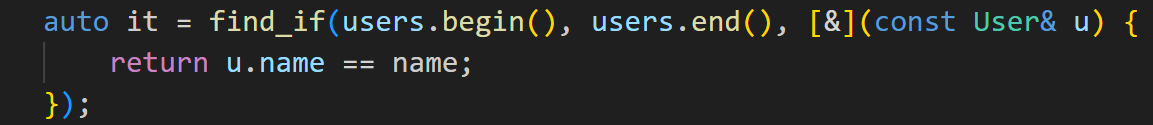 auto it = find_if(users.begin(), users.end(), [&](const User& u) {
    return u.name == name;
});